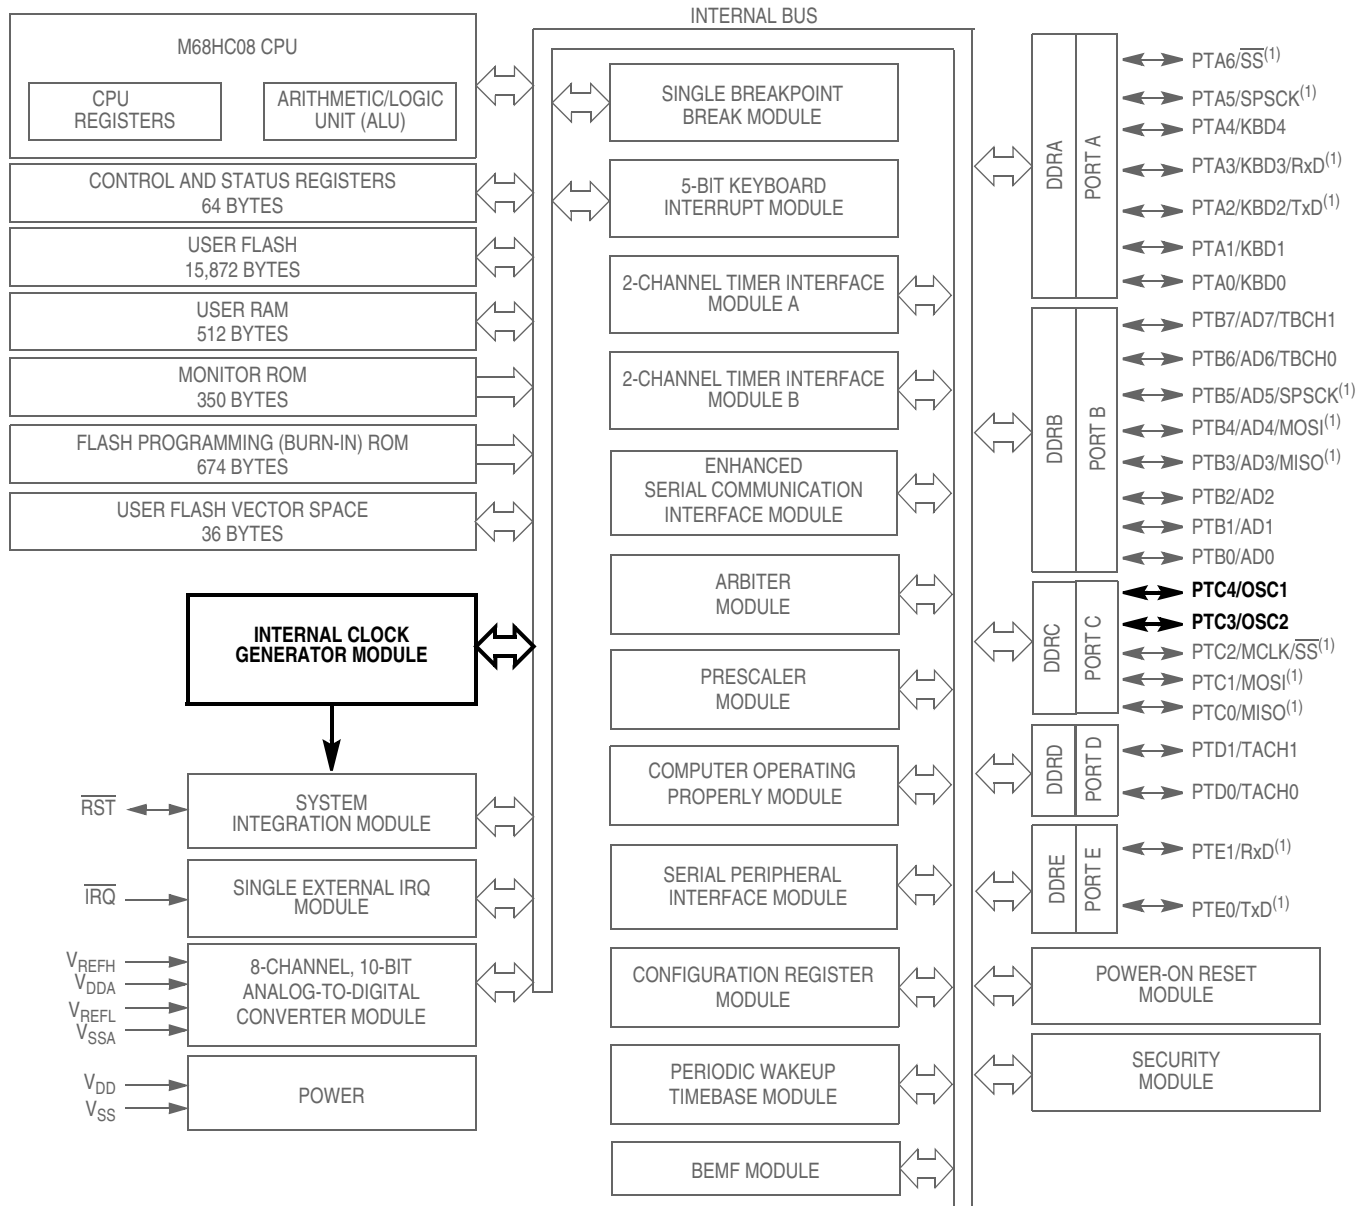 INTERNAL BUS
M68HC08 CPU
CPU
REGISTERS
ARITHMETIC/LOGIC
UNIT (ALU)
CONTROL AND STATUS REGISTERS
64 BYTES
USER FLASH
15,872 BYTES
USER RAM
512 BYTES
MONITOR ROM
350 BYTES
FLASH PROGRAMMING (BURN-IN) ROM
674 BYTES
USER FLASH VECTOR SPACE
36 BYTES
INTERNAL CLOCK
GENERATOR MODULE
RST
SYSTEM
INTEGRATION MODULE
IRQ
SINGLE EXTERNAL IRQ
MODULE
VREFH
VDDA
VREFL
VSSA
8-CHANNEL, 10-BIT
ANALOG-TO-DIGITAL
CONVERTER MODULE
VDD
VSS
POWER
SINGLE BREAKPOINT
BREAK MODULE
5-BIT KEYBOARD
INTERRUPT MODULE
2-CHANNEL TIMER INTERFACE
MODULE A
2-CHANNEL TIMER INTERFACE
MODULE B
ENHANCED
SERIAL COMMUNICATION
INTERFACE MODULE
ARBITER
MODULE
PRESCALER
MODULE
COMPUTER OPERATING
PROPERLY MODULE
SERIAL PERIPHERAL
INTERFACE MODULE
CONFIGURATION REGISTER
MODULE
PERIODIC WAKEUP
TIMEBASE MODULE
BEMF MODULE
DDRA
PORT A
PTA6/SS(1)
PTA5/SPSCK(1)
PTA4/KBD4
PTA3/KBD3/RxD(1)
PTA2/KBD2/TxD(1)
PTA1/KBD1
PTA0/KBD0
DDRB
PORT B
PTB7/AD7/TBCH1
PTB6/AD6/TBCH0
PTB5/AD5/SPSCK(1)
PTB4/AD4/MOSI(1)
PTB3/AD3/MISO(1)
PTB2/AD2
PTB1/AD1
PTB0/AD0
DDRC
PORT C
PTC4/OSC1
PTC3/OSC2
PTC2/MCLK/SS(1)
PTC1/MOSI(1)
PTC0/MISO(1)
DDRD
PORT D
PTD1/TACH1
PTD0/TACH0
DDRE
PORT E
PTE1/RxD(1)
PTE0/TxD(1)
POWER-ON RESET
MODULE
SECURITY
MODULE